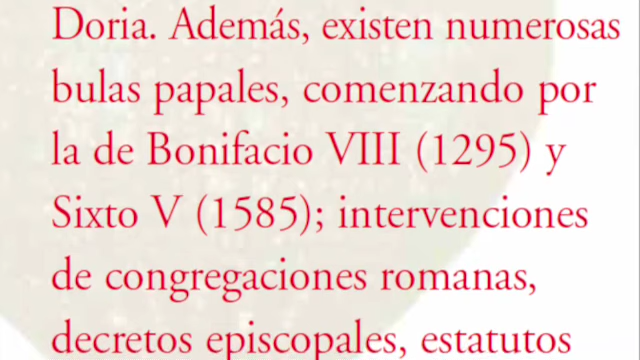 Doria. Además, existen numerosas
bulas papales, comenzando por
la de Bonifacio VIII (1295) y
Sixto V (1585); intervenciones
de congregaciones romanas,
decretos episcopales, estatutos